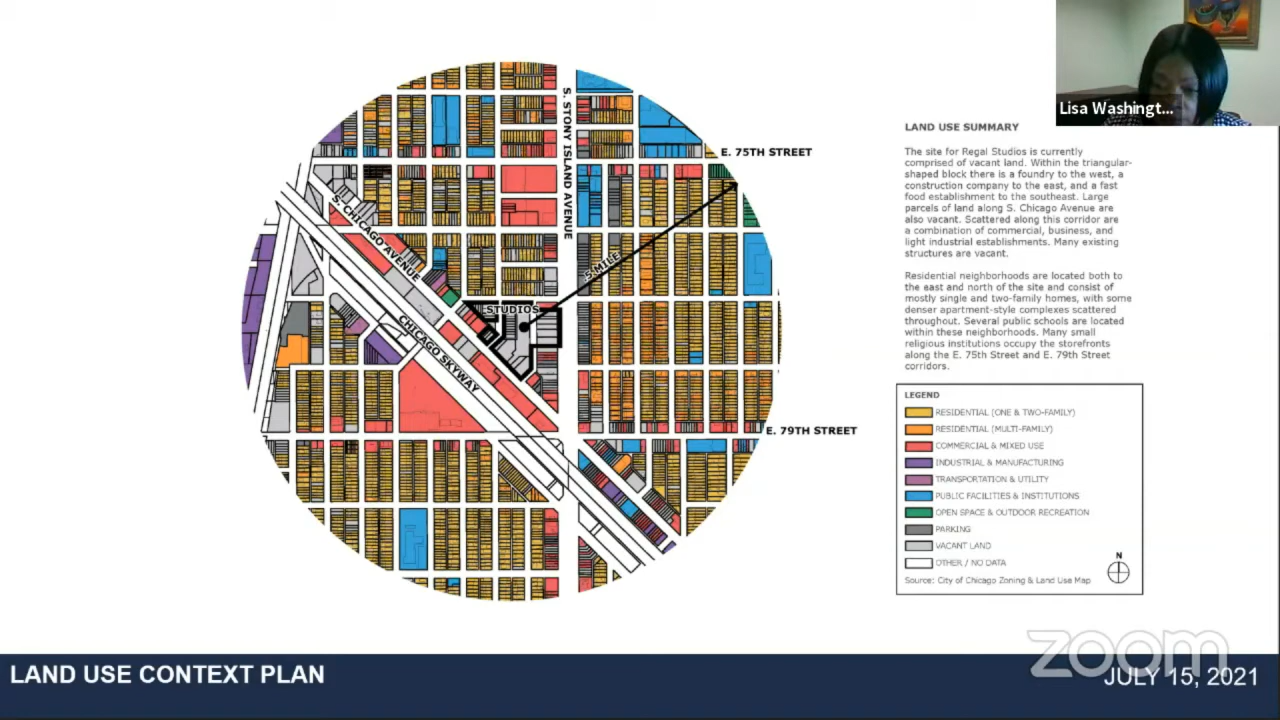 Lisa Washingt...
S. STONY ISLAND AVENUE
E. 75TH STREET
S. CHICAGO AVENUE
.5 MILE
STUDIOS
CHICAGO SKYWAY
E. 79TH STREET
LAND USE SUMMARY
The site for Regal Studios is currently
comprised of vacant land. Within the triangular-
shaped block there is a foundry to the west, a
construction company to the east, and a fast
food establishment to the southeast. Large
parcels of land along S. Chicago Avenue are
also vacant. Scattered along this corridor are
a combination of commercial, business, and
light industrial establishments. Many existing
structures are vacant.
Residential neighborhoods are located both to
the east and north of the site and consist of
mostly single and two-family homes, with some
denser apartment-style complexes scattered
throughout. Several public schools are located
within these neighborhoods. Many small
religious institutions occupy the storefronts
along the E. 75th Street and E. 79th Street
corridors.
LEGEND
RESIDENTIAL (ONE & TWO-FAMILY)
RESIDENTIAL (MULTI-FAMILY)
COMMERCIAL & MIXED USE
INDUSTRIAL & MANUFACTURING
TRANSPORTATION & UTILITY
PUBLIC FACILITIES & INSTITUTIONS
OPEN SPACE & OUTDOOR RECREATION
PARKING
VACANT LAND
OTHER / NO DATA
Source: City of Chicago Zoning & Land Use Map
N
zoom
LAND USE CONTEXT PLAN
JULY 15, 2021